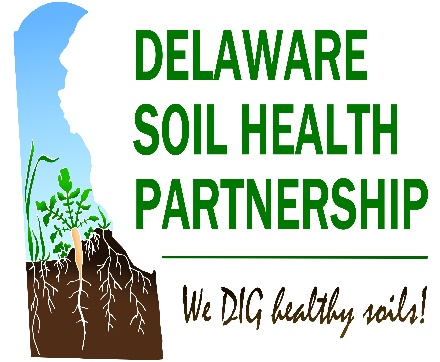 DELAWARE
SOIL HEALTH
PARTNERSHIP
We DIG healthy soils!